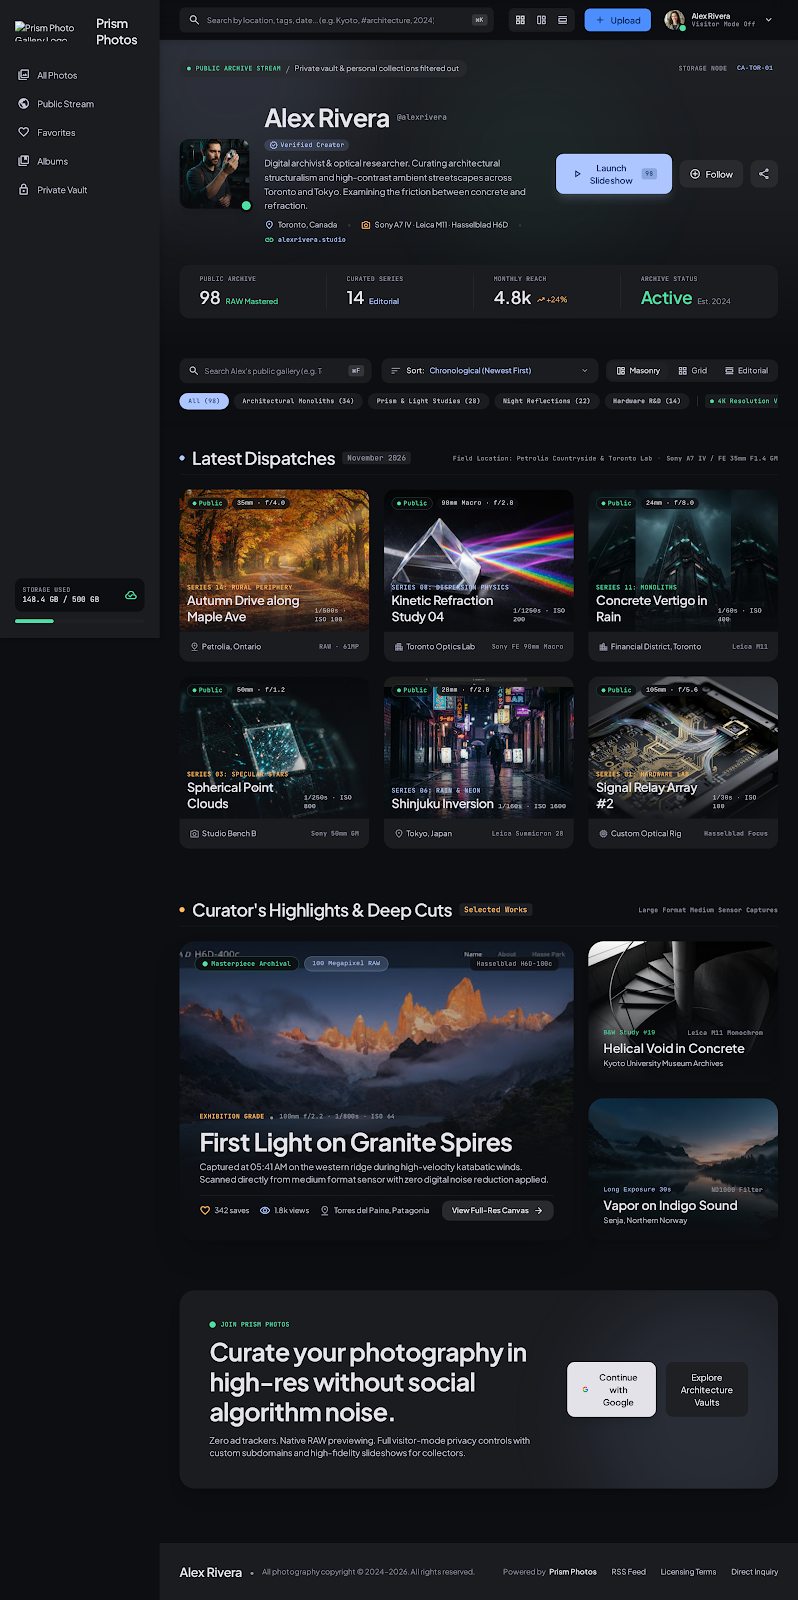 Prism Photo
Gallery Logo
Prism
Photos
All Photos
Public Stream
Favorites
Albums
Private Vault
STORAGE USED
148.4 GB / 500 GB
Search by location, tags, date... (e.g. Kyoto, #architecture, 2024)
⌘K
Upload
Alex Rivera
Visitor Mode Off
PUBLIC ARCHIVE STREAM / Private vault & personal collections filtered out
STORAGE NODE CA-TOR-01
Alex Rivera @alexrivera
Verified Creator
Digital archivist & optical researcher. Curating architectural
structuralism and high-contrast ambient streetscapes across
Toronto and Tokyo. Examining the friction between concrete and
refraction.
Toronto, Canada · Sony A7 IV · Leica M11 · Hasselblad H6D ·
alexrivera.studio
Launch
Slideshow
98
Follow
PUBLIC ARCHIVE
98 RAW Mastered
CURATED SERIES
14 Editorial
MONTHLY REACH
4.8k +24%
ARCHIVE STATUS
Active Est. 2024
Search Alex's public gallery (e.g. T
⌘F
Sort: Chronological (Newest First)
Masonry
Grid
Editorial
All (98)
Architectural Monoliths (34)
Prism & Light Studies (28)
Night Reflections (22)
Hardware R&D (14)
4K Resolution V
Latest Dispatches November 2026
Field Location: Petrolia Countryside & Toronto Lab · Sony A7 IV / FE 35mm F1.4 GM
Public 35mm · f/4.0
SERIES 14: RURAL PERIPHERY
Autumn Drive along
Maple Ave
1/500s ·
ISO 100
Petrolia, Ontario
RAW · 61MP
Public 90mm Macro · f/2.8
SERIES 08: DISPERSION PHYSICS
Kinetic Refraction
Study 04
1/1250s · ISO
200
Toronto Optics Lab
Sony FE 90mm Macro
Public 24mm · f/8.0
SERIES 11: MONOLITHS
Concrete Vertigo in
Rain
1/60s · ISO
400
Financial District, Toronto
Leica M11
Public 50mm · f/1.2
SERIES 03: SPECULAR STARS
Spherical Point
Clouds
1/250s · ISO
800
Studio Bench B
Sony 50mm GM
Public 28mm · f/2.0
SERIES 06: RAIN & NEON
Shinjuku Inversion 1/160s · ISO 1600
Tokyo, Japan
Leica Summicron 28
Public 105mm · f/5.6
SERIES 01: HARDWARE LAB
Signal Relay Array
#2
1/30s · ISO
100
Custom Optical Rig
Hasselblad Focus
Curator's Highlights & Deep Cuts Selected Works
Large Format Medium Sensor Captures
H6D-400c
Name
About
Masterpiece Archival
100 Megapixel RAW
Hasselblad H6D-100c
EXHIBITION GRADE 100mm f/2.2 · 1/800s · ISO 64
First Light on Granite Spires
Captured at 05:41 AM on the western ridge during high-velocity katabatic winds.
Scanned directly from medium format sensor with zero digital noise reduction applied.
342 saves
1.8k views
Torres del Paine, Patagonia
View Full-Res Canvas
B&W Study #19
Leica M11 Monochrom
Helical Void in Concrete
Kyoto University Museum Archives
Long Exposure 30s
ND1000 Filter
Vapor on Indigo Sound
Senja, Northern Norway
JOIN PRISM PHOTOS
Curate your photography in
high-res without social
algorithm noise.
Zero ad trackers. Native RAW previewing. Full visitor-mode privacy controls with
custom subdomains and high-fidelity slideshows for collectors.
G
Continue
with
Google
Explore
Architecture
Vaults
Alex Rivera
All photography copyright © 2024–2026. All rights reserved.
Powered by Prism Photos
RSS Feed
Licensing Terms
Direct Inquiry